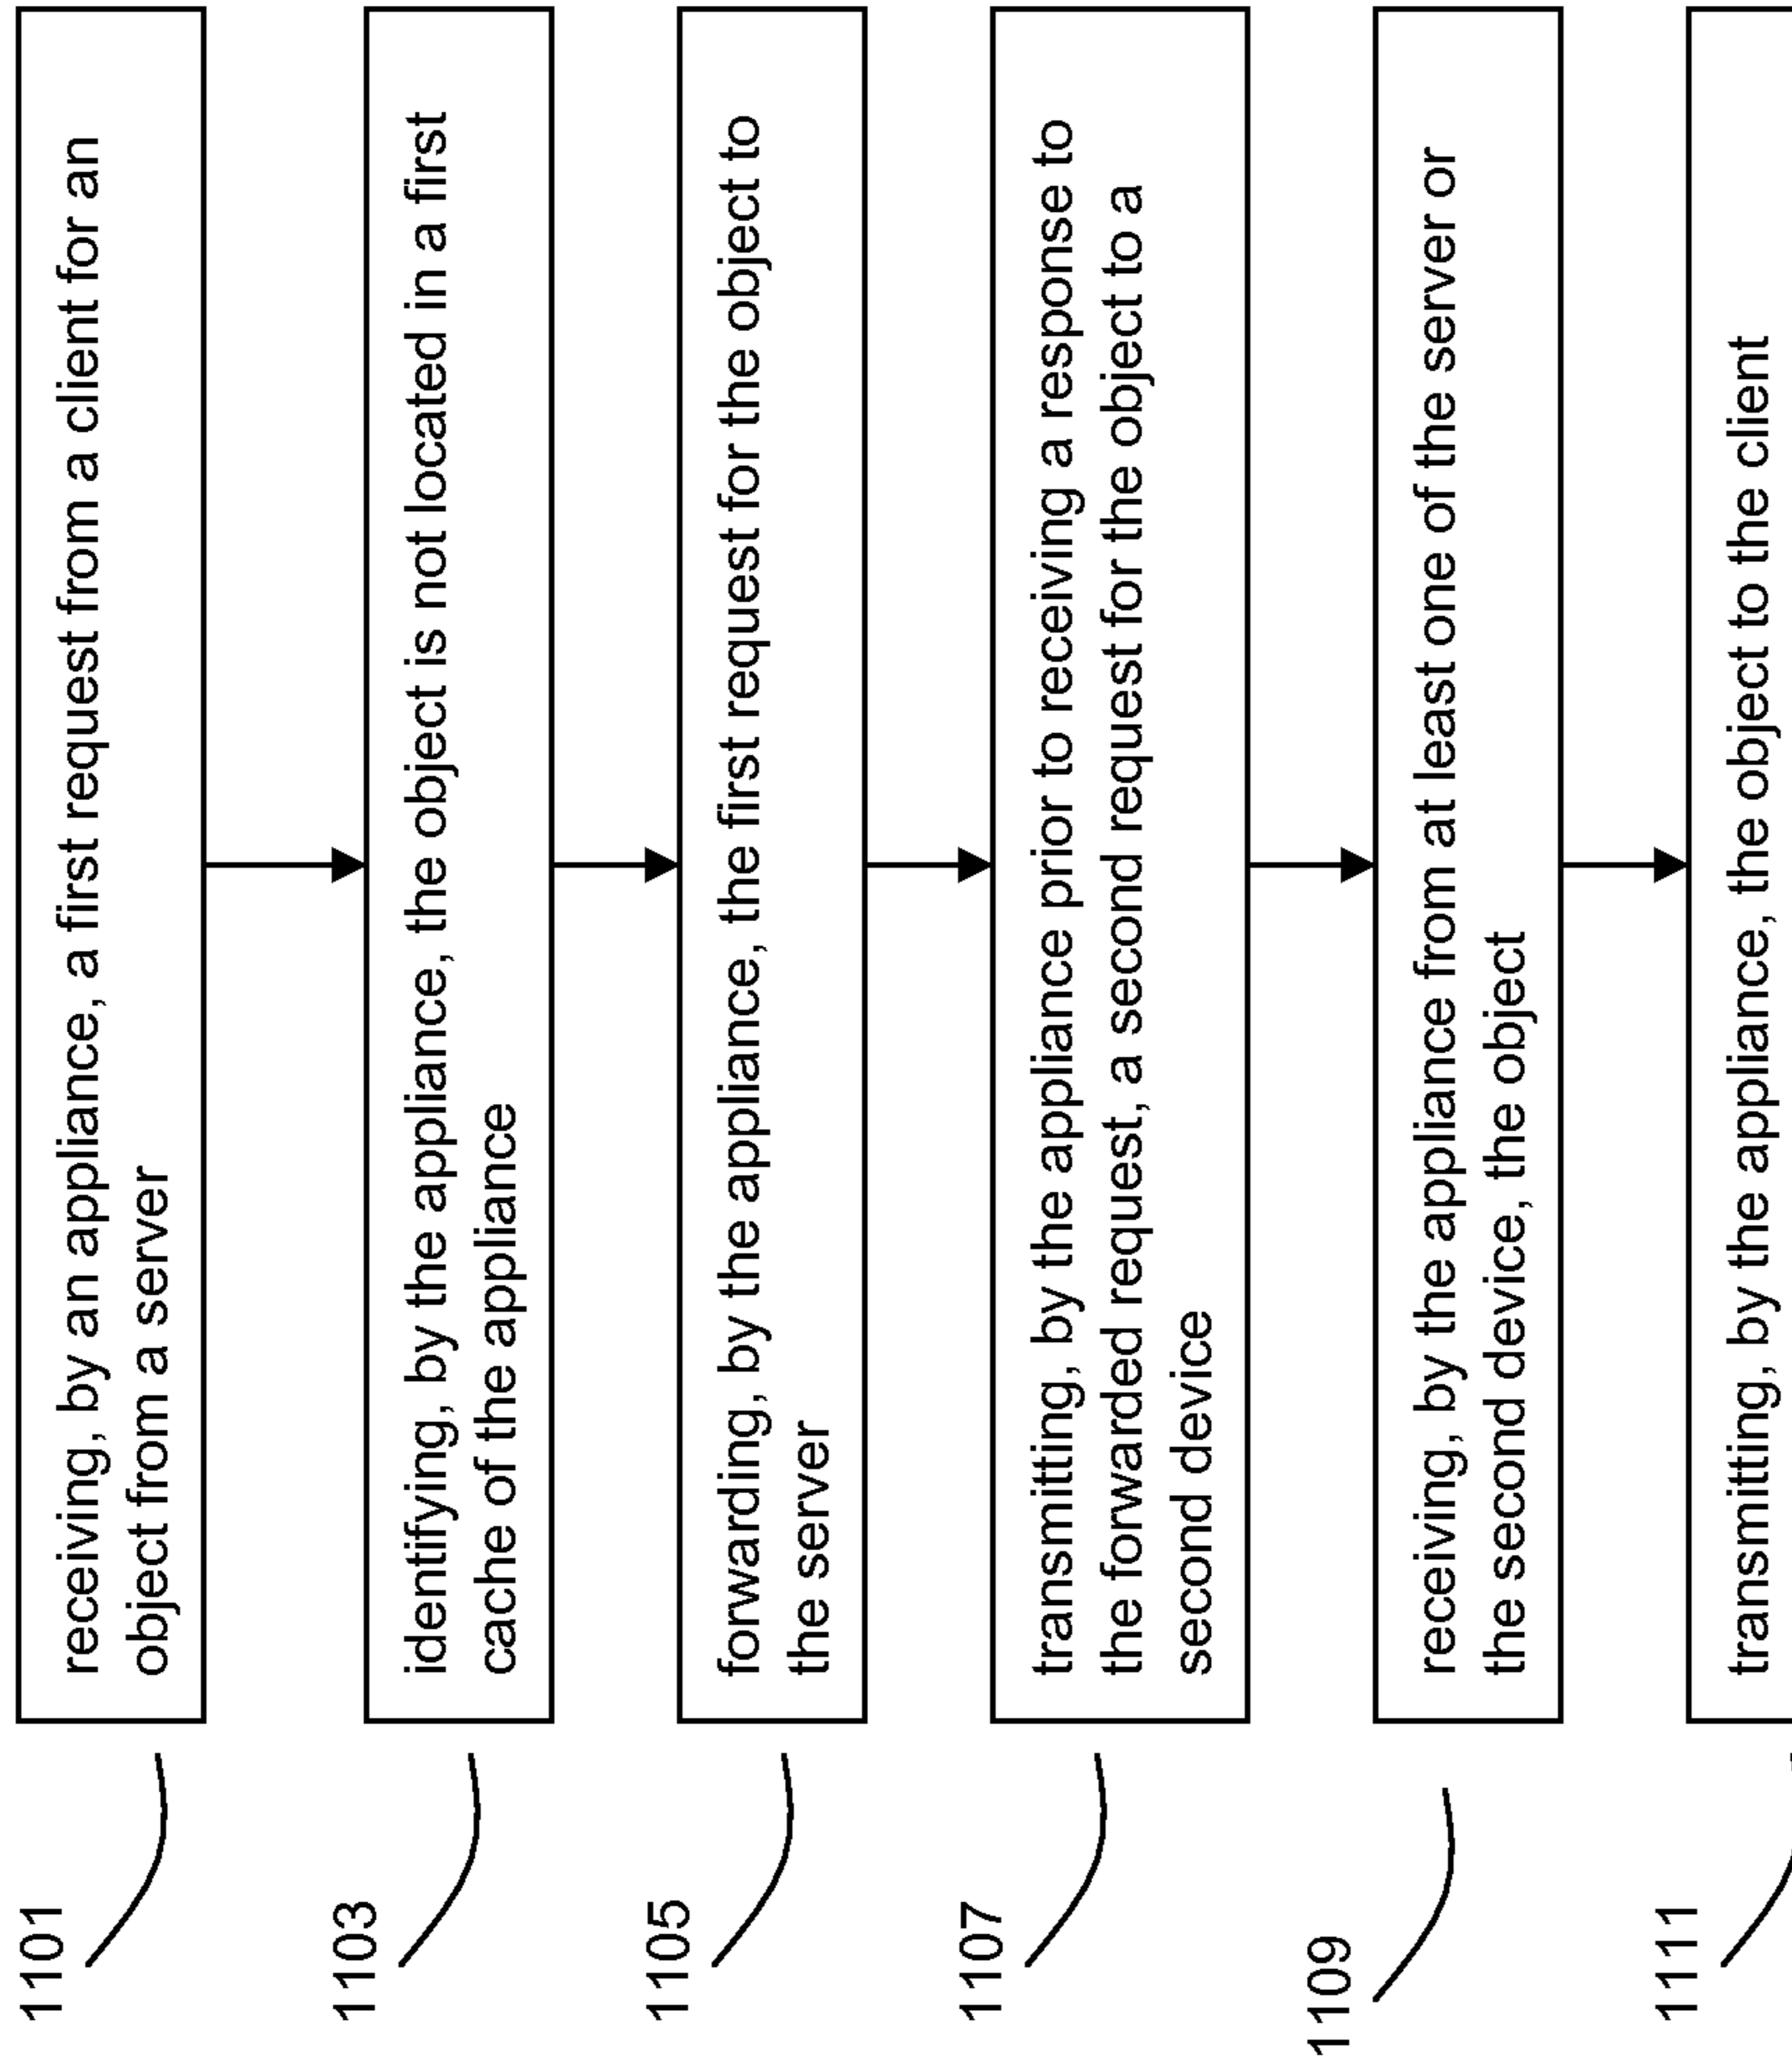 1101
receiving, by an appliance, a first request from a client for an
object from a server
1103
identifying, by the appliance, the object is not located in a first
cache of the appliance
1105
forwarding, by the appliance, the first request for the object to
the server
1107
transmitting, by the appliance prior to receiving a response to
the forwarded request, a second request for the object to a
second device
1109
receiving, by the appliance from at least one of the server or
the second device, the object
1111
transmitting, by the appliance, the object to the client